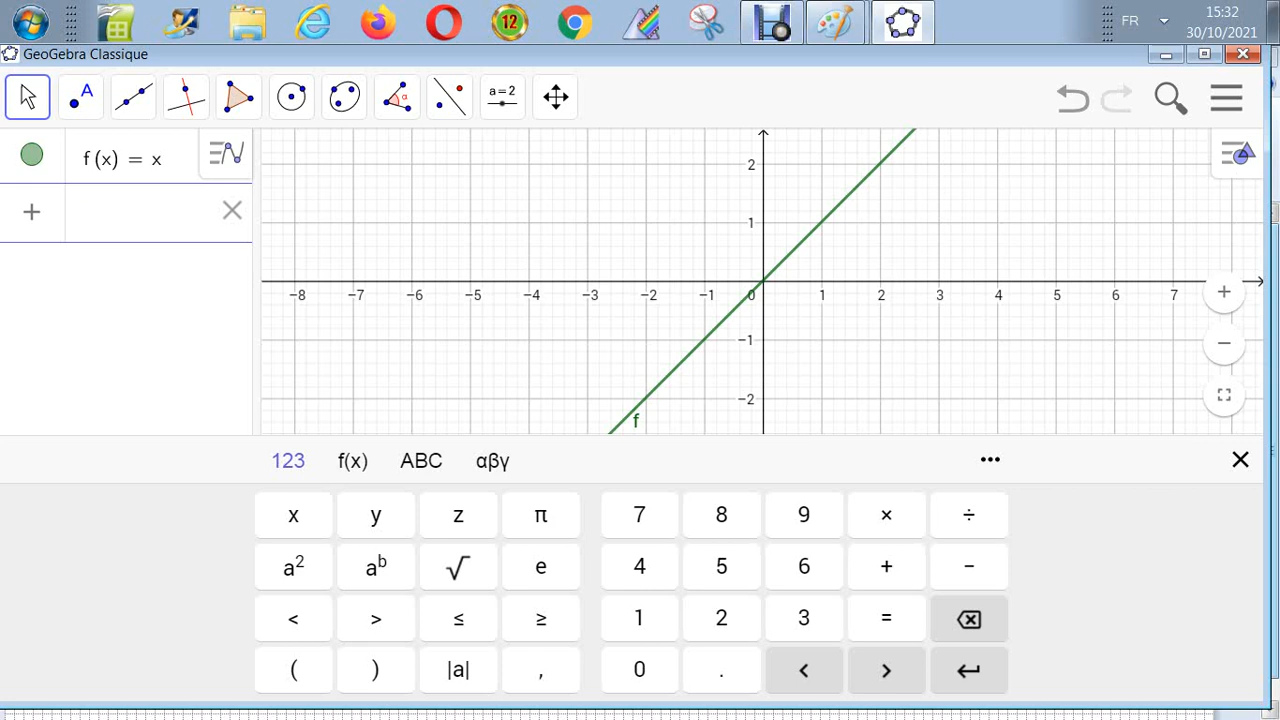 FR 15:32
30/10/2021
12
GeoGebra Classique
A
α
a=2
f (x) = x
2
1
−8 −7 −6 −5 −4 −3 −2 −1 0 1 2 3 4 5 6 7
−1
−2
f
+
−
123 f(x) ABC αβγ
x y z π 7 8 9 × ÷
a² aᵇ √ e 4 5 6 + −
< > ≤ ≥ 1 2 3 =
( ) |a| , 0 . < >